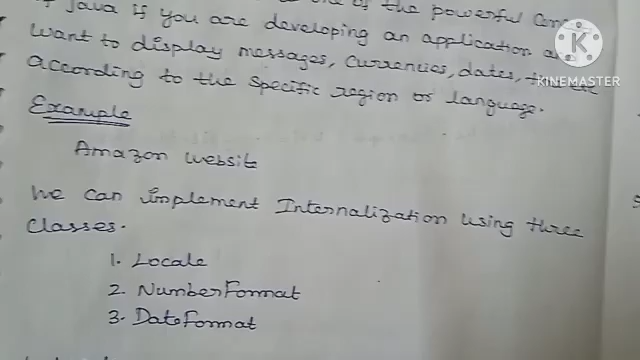 of Java if you are developing an application and
want to display messages, currencies, dates,
according to the specific region or language.
Example
Amazon website
We can implement Internalization using three
classes.
1. Locale
2. NumberFormat
3. DateFormat
K
KINEMASTER